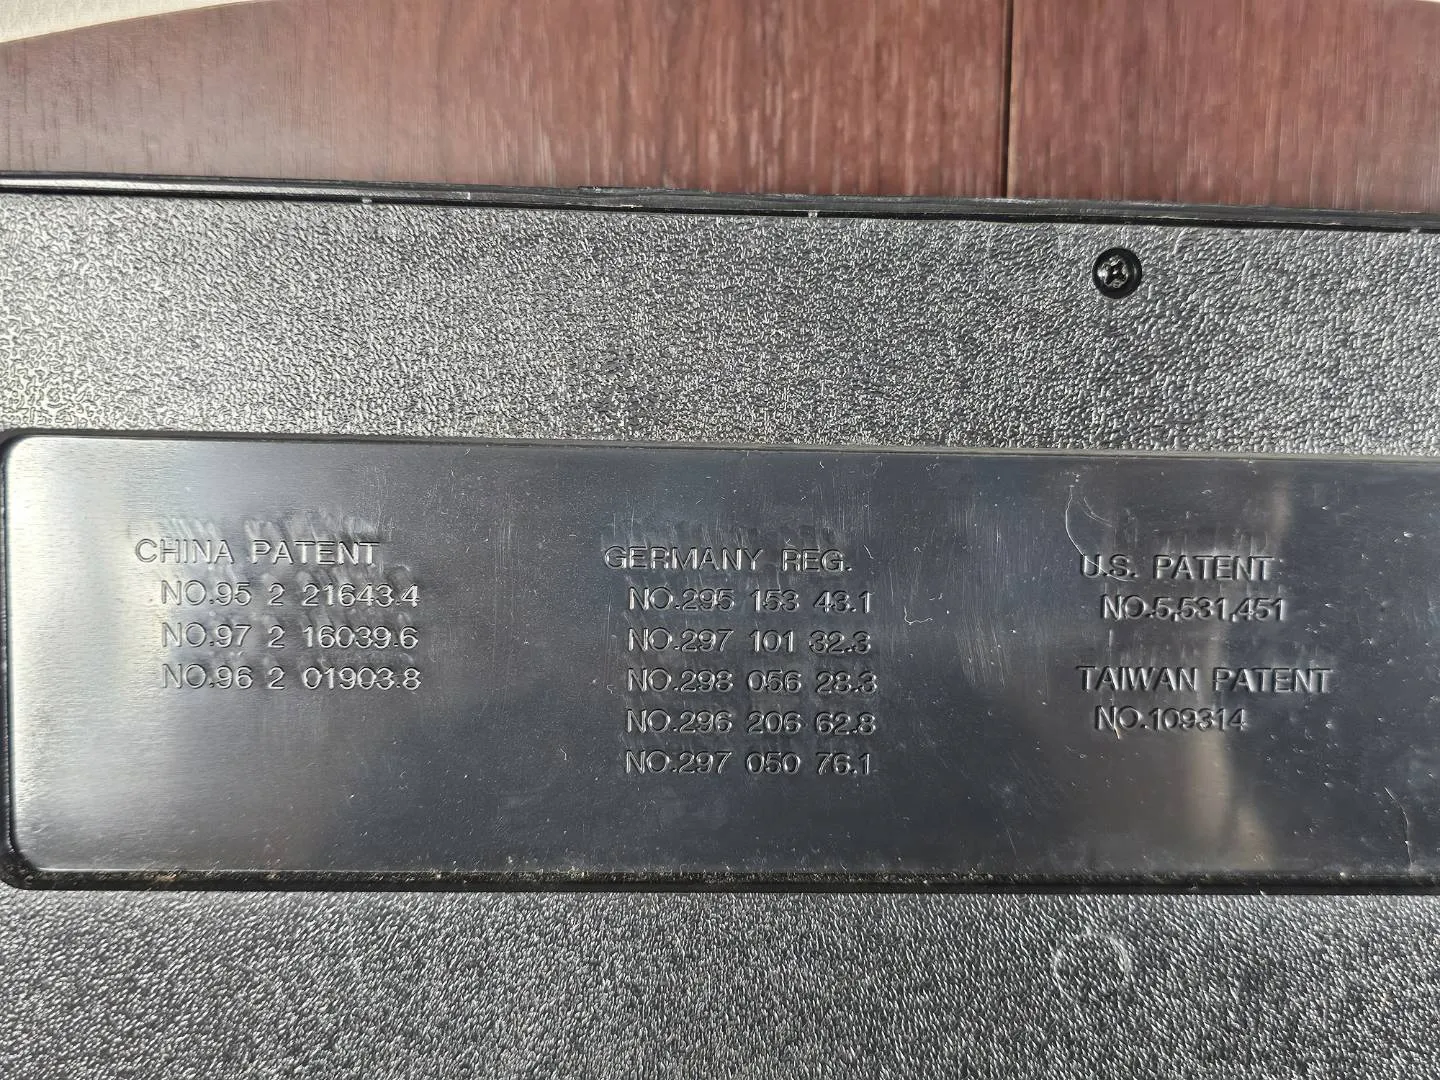 CHINA PATENT
NO.95 2 21643.4
NO.97 2 16039.6
NO.96 2 01903.8
GERMANY REG.
NO.295 153 43.1
NO.297 101 32.3
NO.298 056 28.3
NO.296 206 62.8
NO.297 050 76.1
U.S. PATENT
NO.5,531,451
TAIWAN PATENT
NO.109314